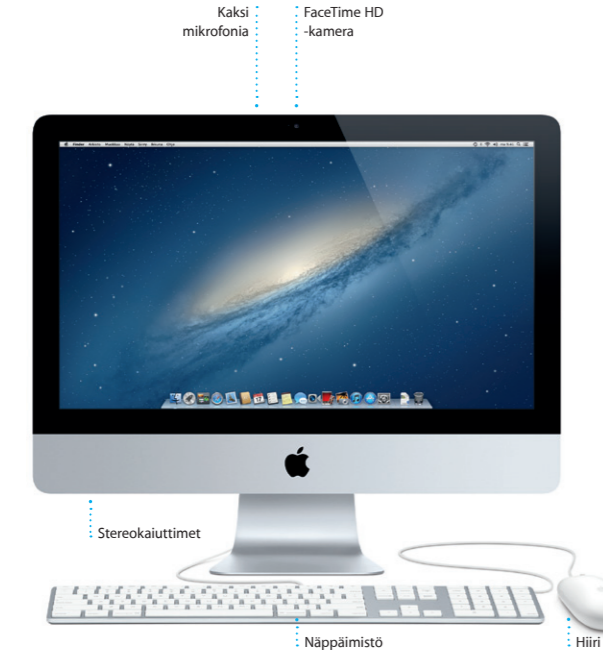 Kaksi
mikrofonia
FaceTime HD
-kamera
Stereokaiuttimet
Näppäimistö
Hiiri